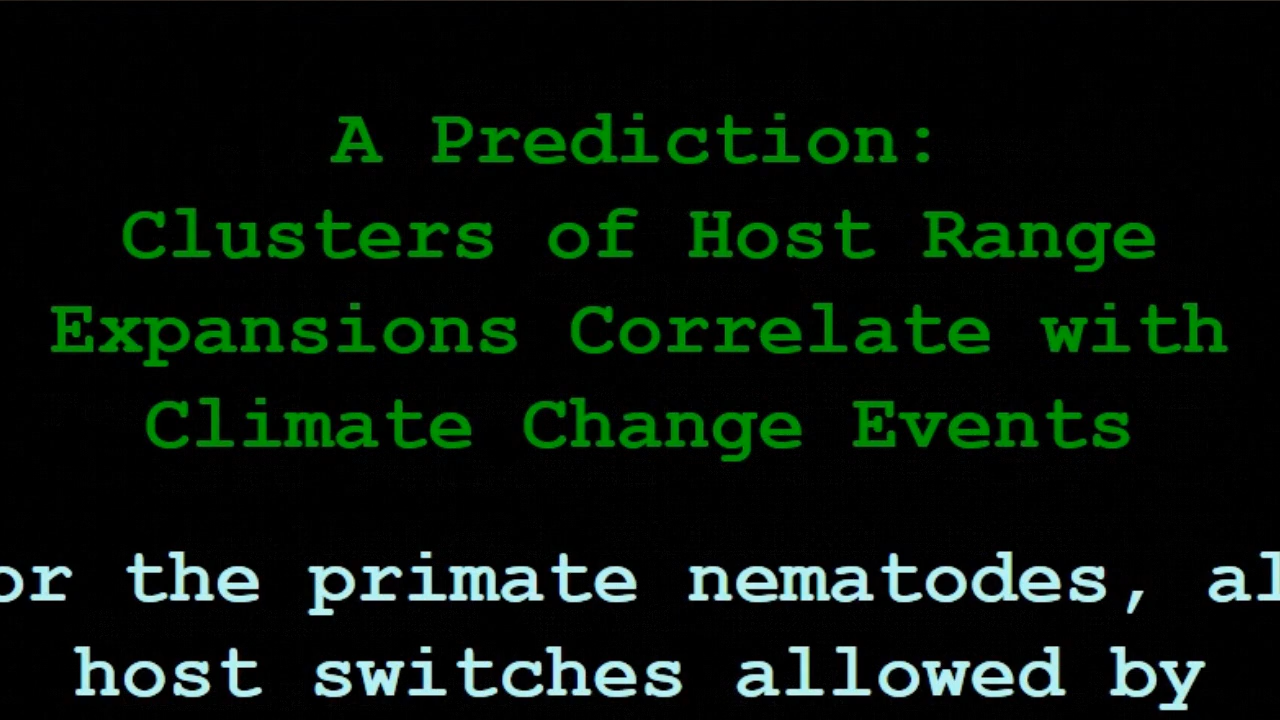 A Prediction:
Clusters of Host Range
Expansions Correlate with
Climate Change Events
or the primate nematodes, al
host switches allowed by